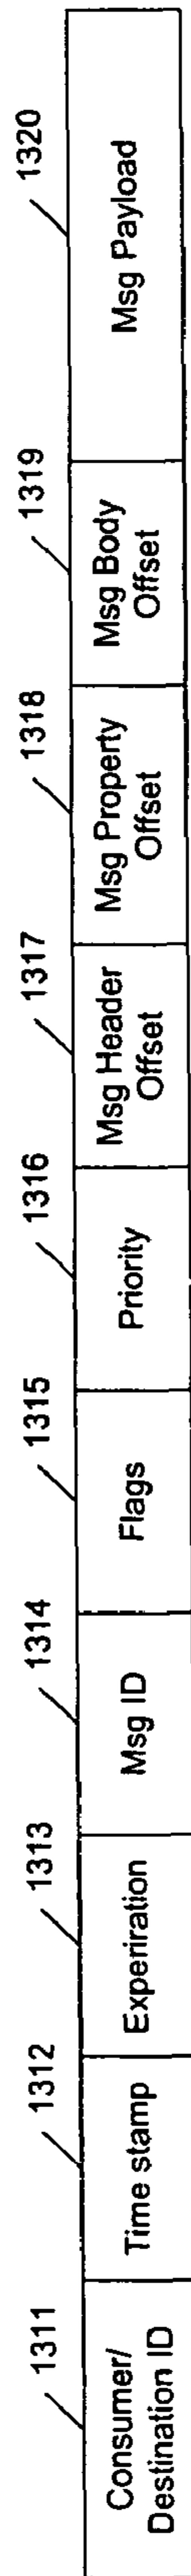 1311
1312
1313
1314
1315
1316
1317
1318
1319
1320
Consumer/
Destination ID
Time stamp
Experiration
Msg ID
Flags
Priority
Msg Header
Offset
Msg Property
Offset
Msg Body
Offset
Msg Payload